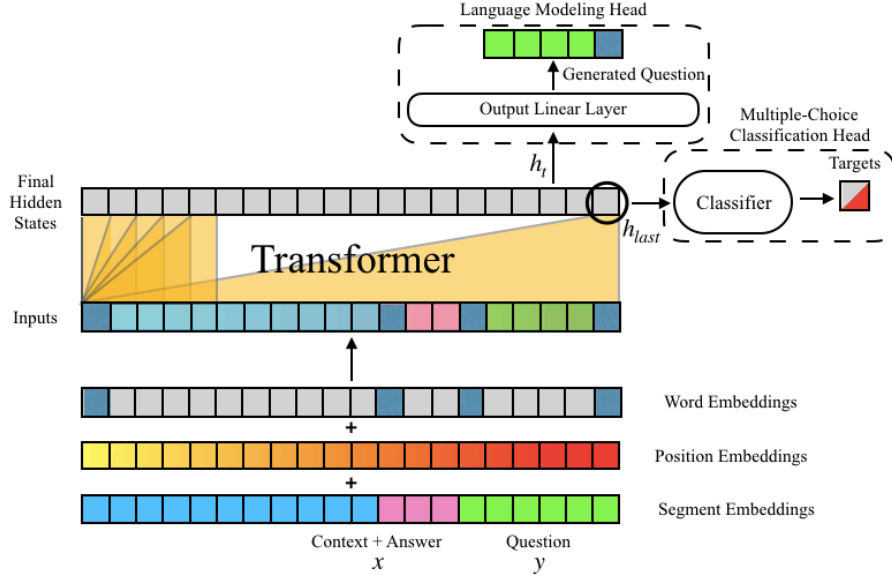 Language Modeling Head
Generated Question
Output Linear Layer
Multiple-Choice
Classification Head
Targets
h_t
Final
Hidden
States
Classifier
h_last
Transformer
Inputs
Word Embeddings
+
Position Embeddings
+
Segment Embeddings
Context + Answer
x
Question
y